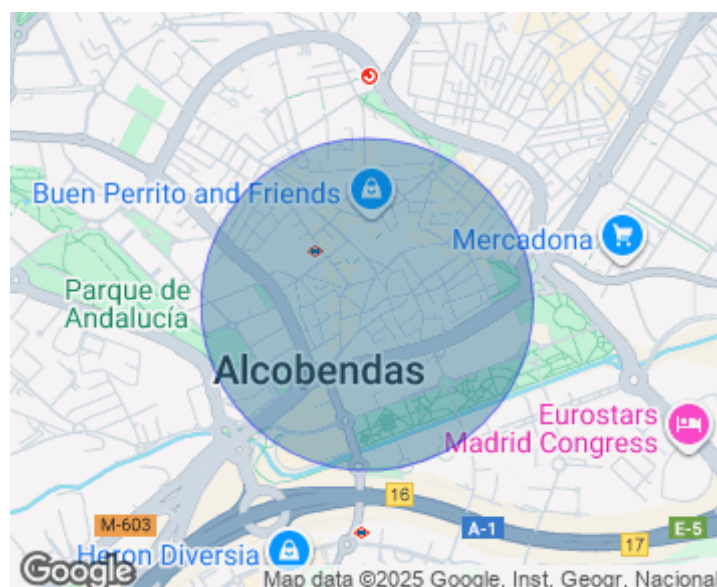 Buen Perrito and Friends
Mercadona
Parque de
Andalucía
Alcobendas
Eurostars
Madrid Congress
16
M-603
A-1
E-5
17
Heron Diversia
Google
Map data ©2025 Google, Inst. Geogr. Nacional